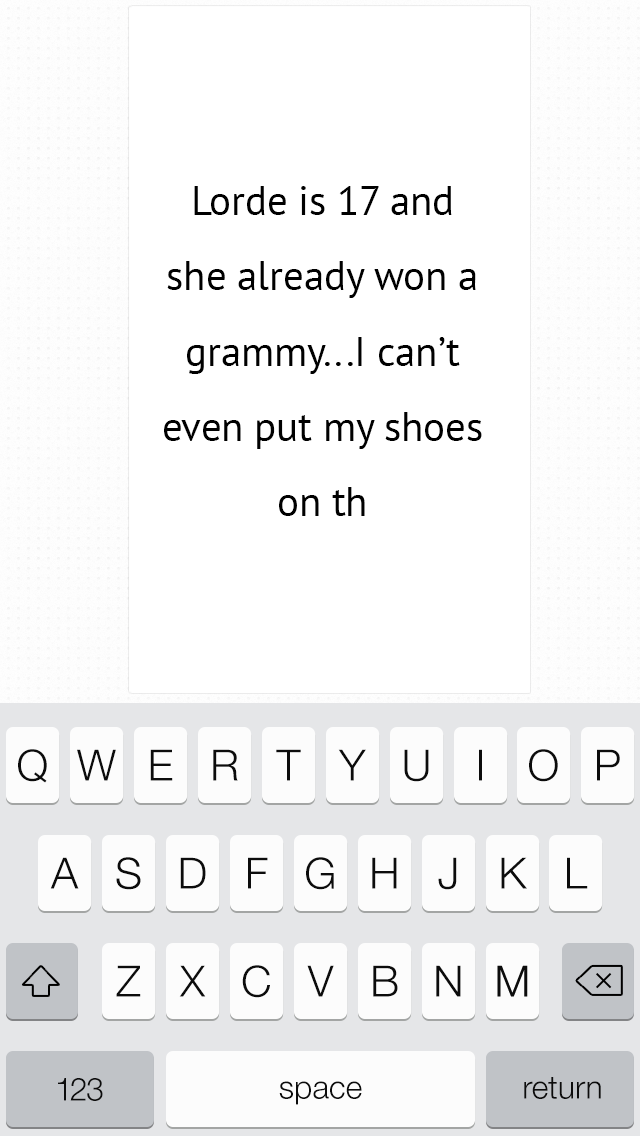 Lorde is 17 and
she already won a
grammy...I can’t
even put my shoes
on th
Q W E R T Y U I O P
A S D F G H J K L
Z X C V B N M
123 space return